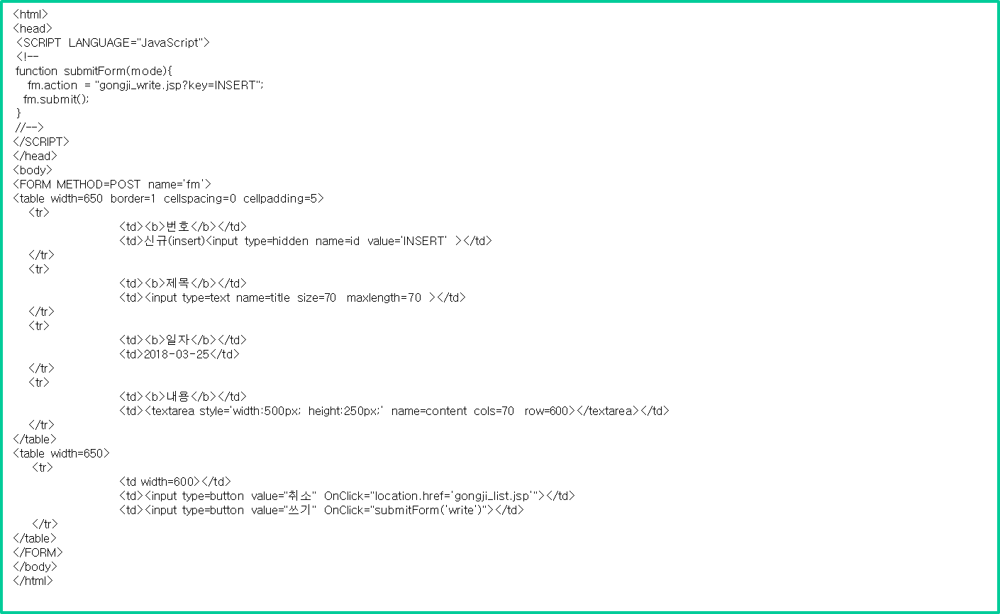 <html>
<head>
<SCRIPT LANGUAGE="JavaScript">
<!--
function submitForm(mode){
fm.action = "gongji_write.jsp?key=INSERT";
fm.submit();
}
//-->
</SCRIPT>
</head>
<body>
<FORM METHOD=POST name='fm'>
<table width=650 border=1 cellspacing=0 cellpadding=5>
<tr>
<td><b>번호</b></td>
<td>신규(insert)<input type=hidden name=id value='INSERT' ></td>
</tr>
<tr>
<td><b>제목</b></td>
<td><input type=text name=title size=70 maxlength=70 ></td>
</tr>
<tr>
<td><b>일자</b></td>
<td>2018-03-25</td>
</tr>
<tr>
<td><b>내용</b></td>
<td><textarea style='width:500px; height:250px;' name=content cols=70 row=600></textarea></td>
</tr>
</table>
<table width=650>
<tr>
<td width=600></td>
<td><input type=button value="취소" OnClick="location.href='gongji_list.jsp'"></td>
<td><input type=button value="쓰기" OnClick="submitForm('write')"></td>
</tr>
</table>
</FORM>
</body>
</html>